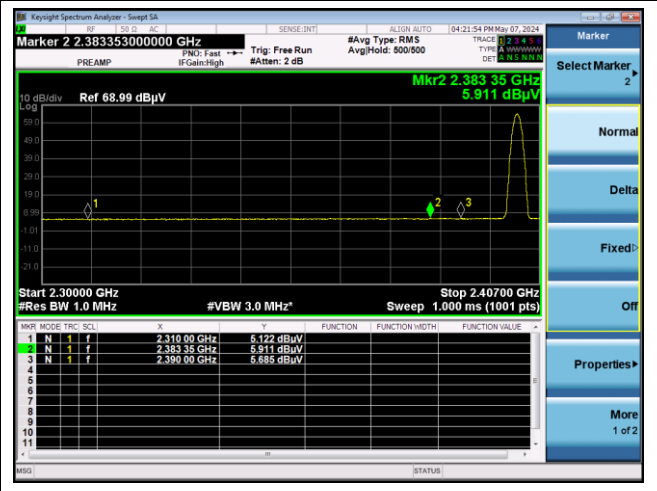 Keysight Spectrum Analyzer - Swept SA
RF 50 Ω AC SENSE:INT ALIGN AUTO 04:21:54 PM May 07, 2024
Marker 2 2.383353000000 GHz
PREAMP
PNO: Fast
IFGain:High
Trig: Free Run
#Atten: 2 dB
#Avg Type: RMS
Avg|Hold: 500/500
TRACE 1 2 3 4 5 6
TYPE A WWWWW
DET A N S N N N
Mkr2 2.383 35 GHz
5.911 dBµV
10 dB/div Ref 68.99 dBµV
Log
59.0
49.0
39.0
29.0
19.0
8.99
-1.01
-11.0
-21.0
1
2
3
Start 2.30000 GHz Stop 2.40700 GHz
#Res BW 1.0 MHz #VBW 3.0 MHz* Sweep 1.000 ms (1001 pts)
MKR MODE TRC SCL X Y FUNCTION FUNCTION WIDTH FUNCTION VALUE
1 N 1 f 2.310 00 GHz 5.122 dBµV
2 N 1 f 2.383 35 GHz 5.911 dBµV
3 N 1 f 2.390 00 GHz 5.685 dBµV
4
5
6
7
8
9
10
11
MSG STATUS
Marker
Select Marker
2
Normal
Delta
Fixed
Off
Properties
More
1 of 2